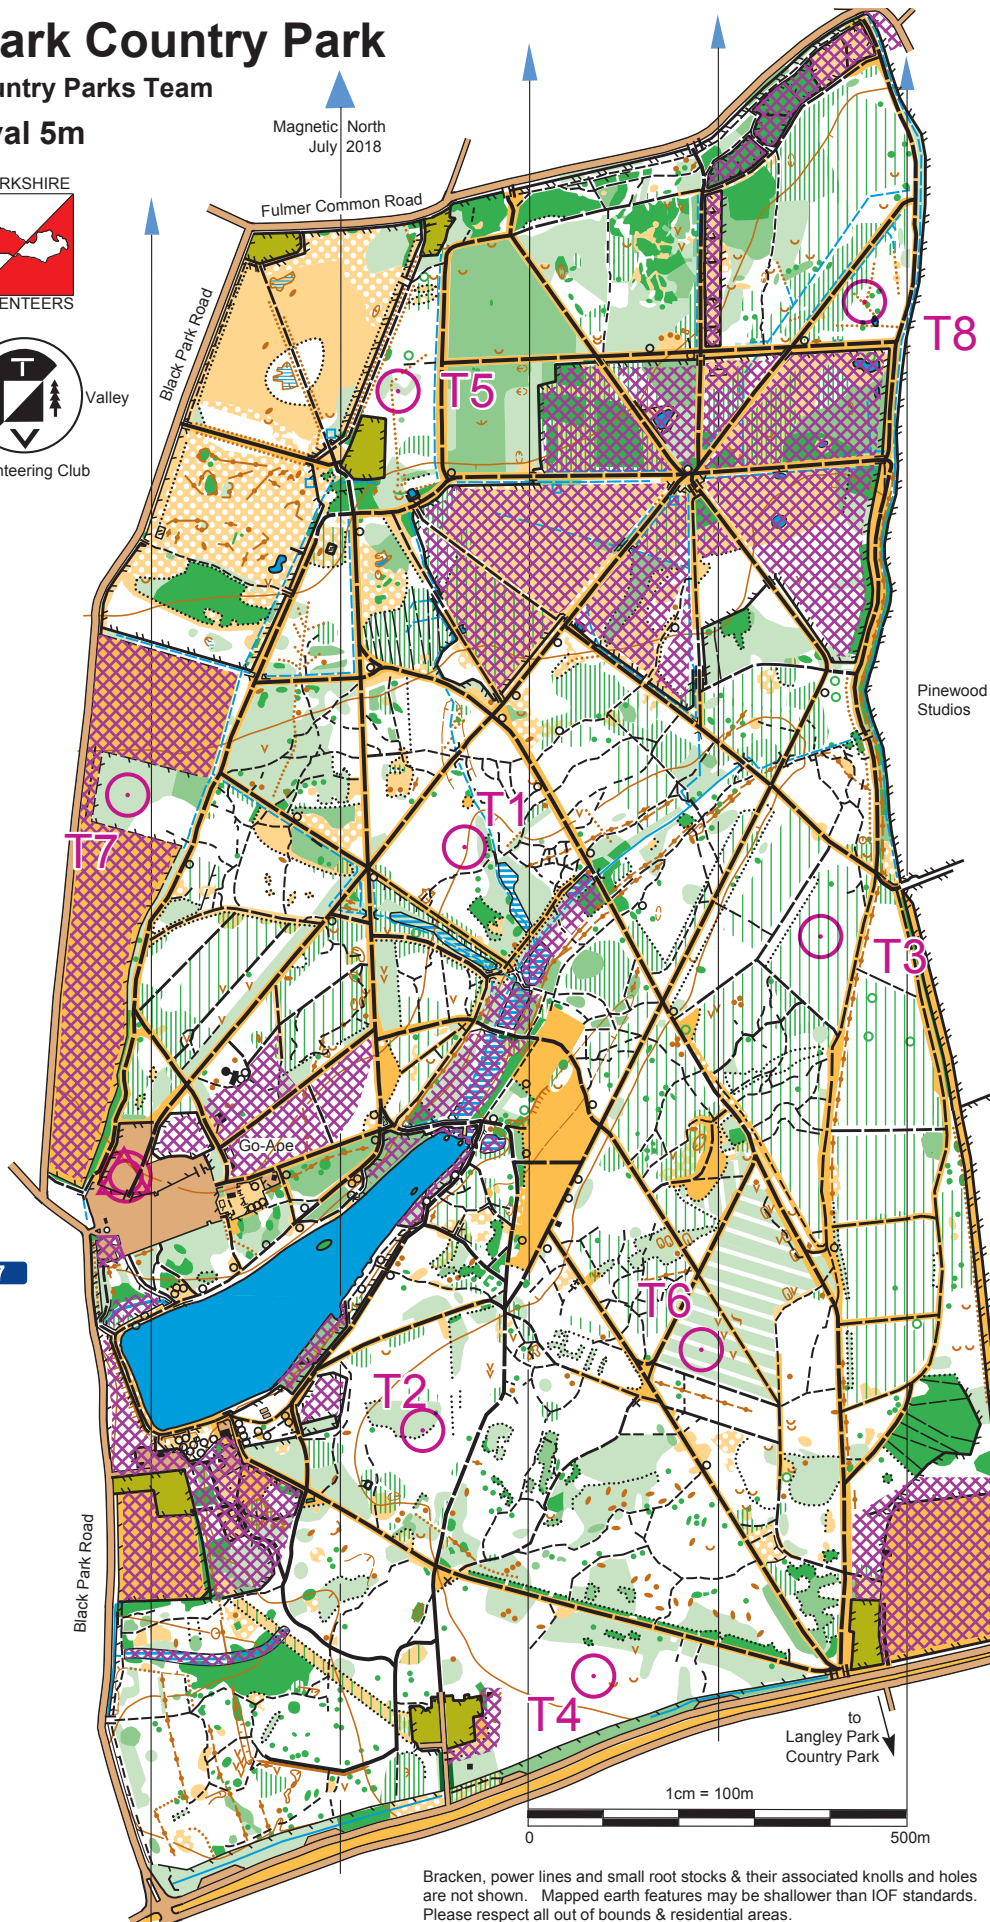 ark Country Park
untry Parks Team
val 5m
Magnetic North
July 2018
RKSHIRE
ENTEERS
Fulmer Common Road
Black Park Road
T
V
Valley
nteering Club
T8
T5
Pinewood
Studios
T1
T7
T3
Go-Ape
7
T6
T2
Black Park Road
T4
to
Langley Park
Country Park
1cm = 100m
0
500m
Bracken, power lines and small root stocks & their associated knolls and holes
are not shown. Mapped earth features may be shallower than IOF standards.
Please respect all out of bounds & residential areas.